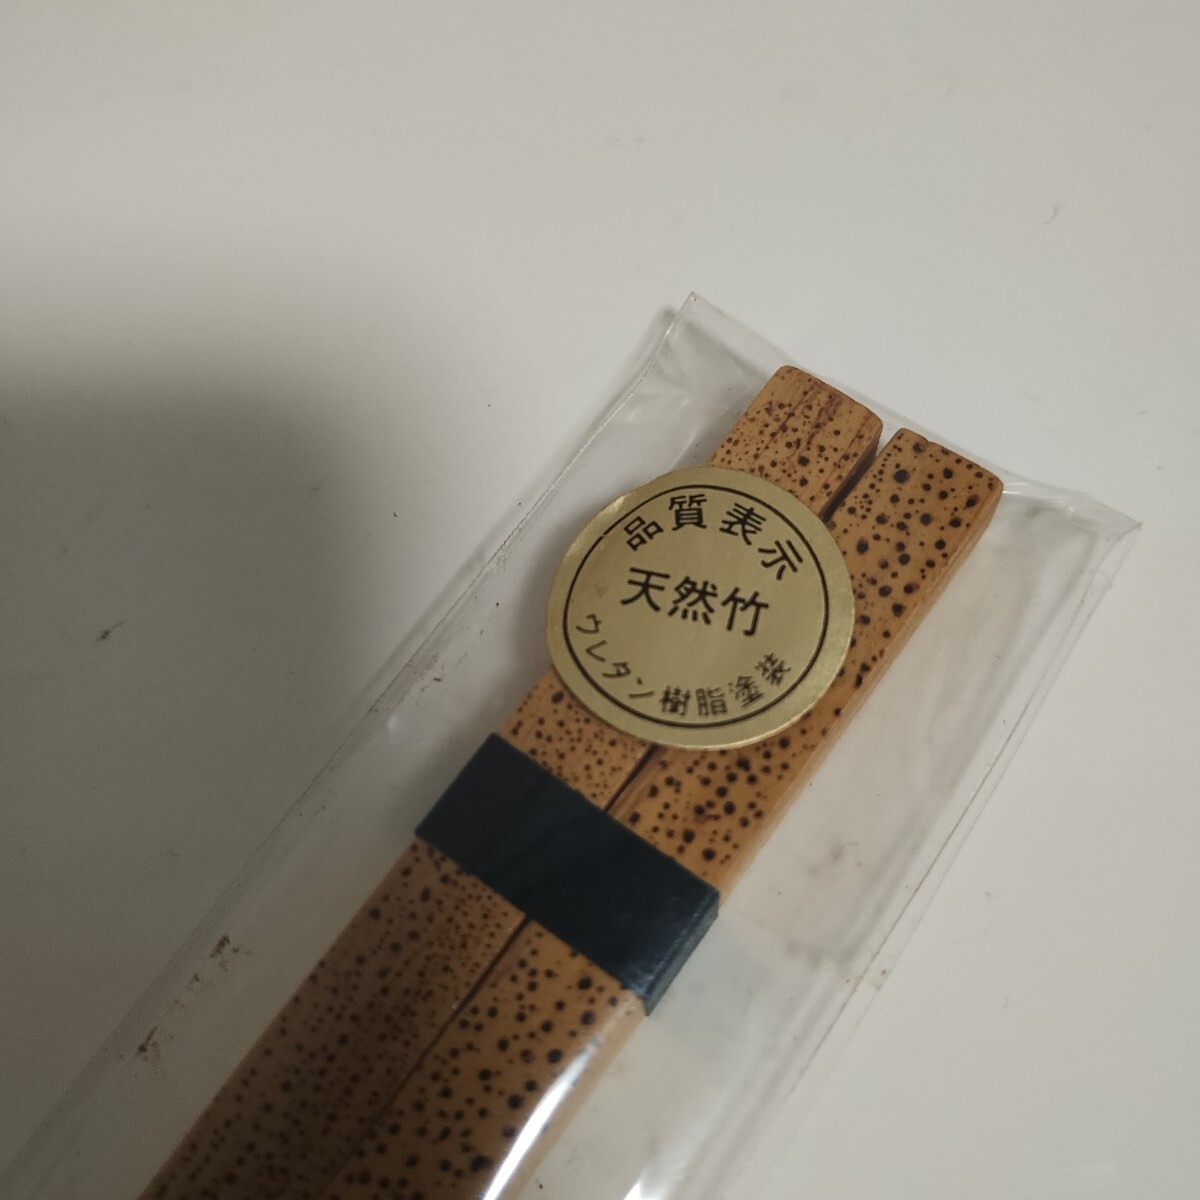 品質表示
天然竹
ウレタン樹脂塗装